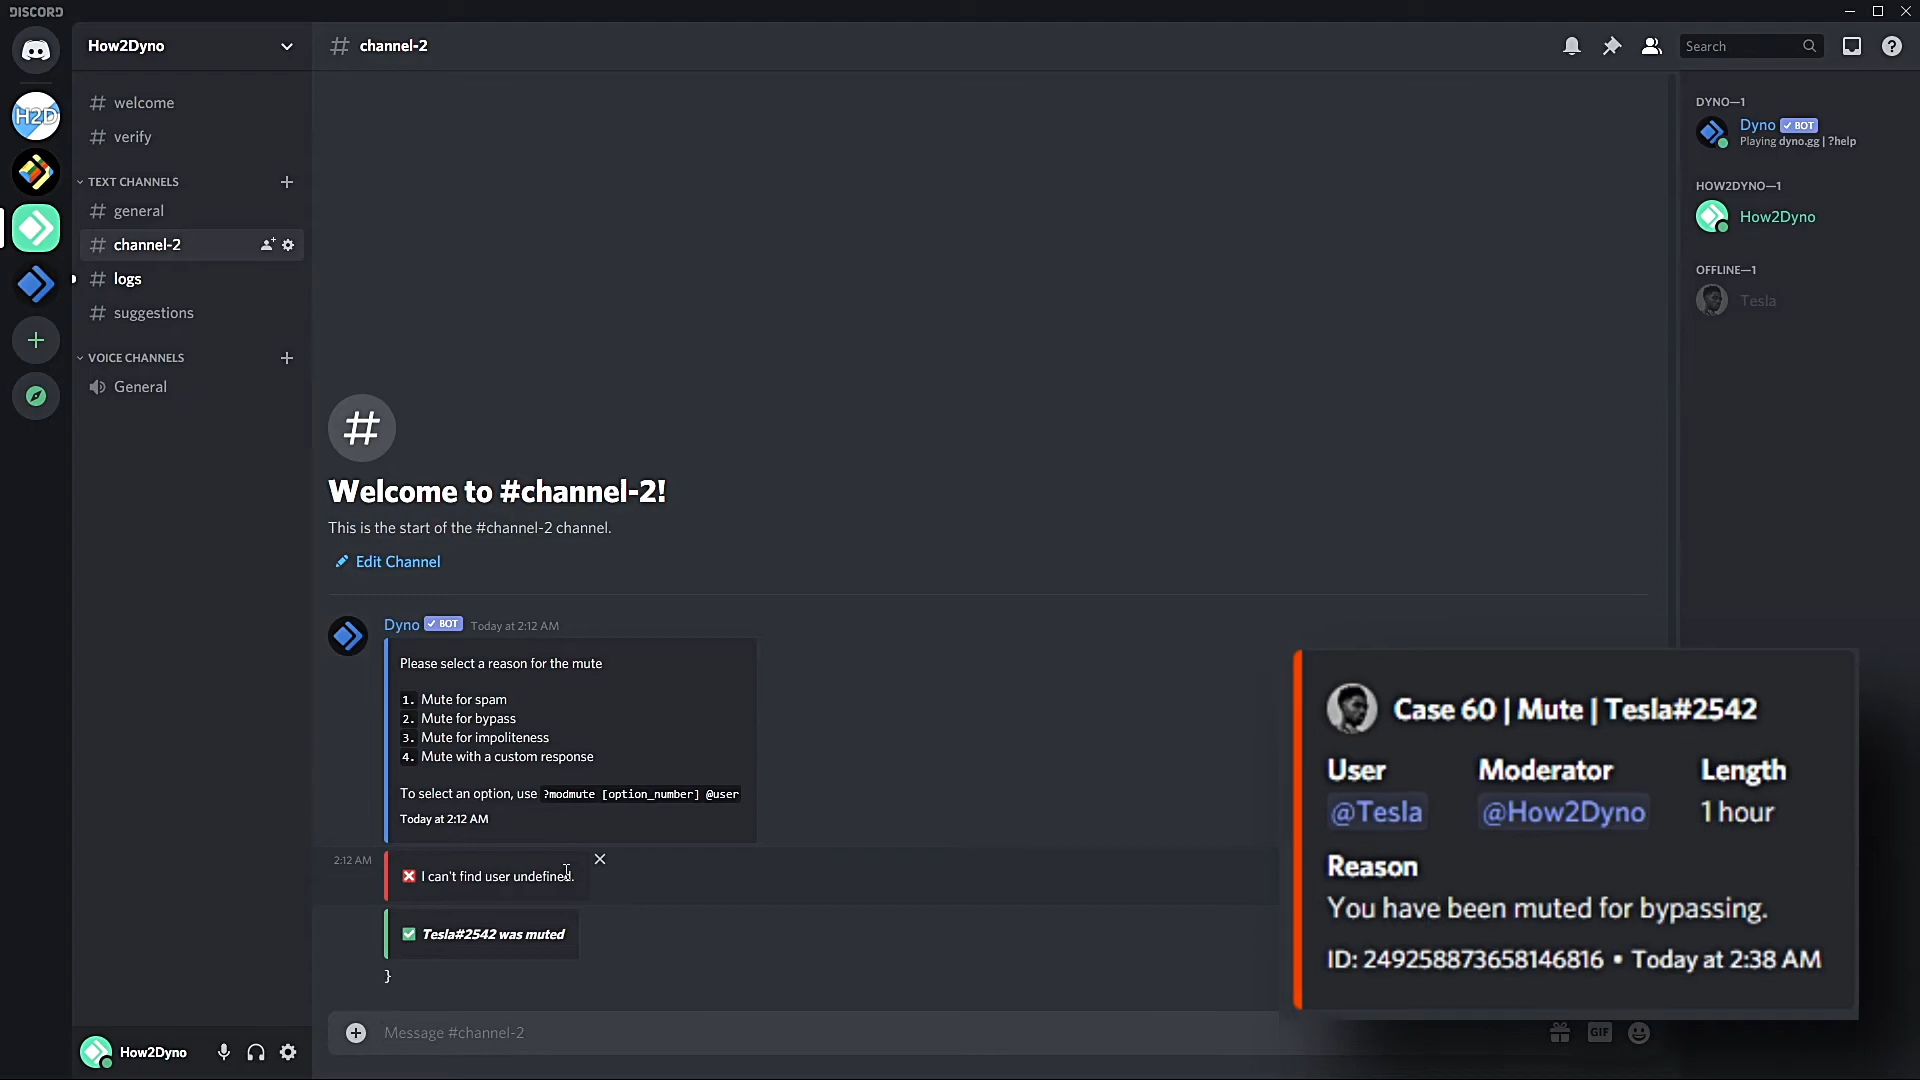 DISCORD
How2Dyno
channel-2
Search
H2D
welcome
verify
TEXT CHANNELS
general
channel-2
logs
suggestions
VOICE CHANNELS
General
How2Dyno
Welcome to #channel-2!
This is the start of the #channel-2 channel.
Edit Channel
Dyno ✓ BOT Today at 2:12 AM
Please select a reason for the mute
1. Mute for spam
2. Mute for bypass
3. Mute for impoliteness
4. Mute with a custom response
To select an option, use ?modmute [option_number] @user
Today at 2:12 AM
2:12 AM
❌ I can't find user undefined.
✅ Tesla#2542 was muted
}
Message #channel-2
GIF
DYNO—1
Dyno ✓ BOT
Playing dyno.gg | ?help
HOW2DYNO—1
How2Dyno
OFFLINE—1
Tesla
Case 60 | Mute | Tesla#2542
User Moderator Length
@Tesla @How2Dyno 1 hour
Reason
You have been muted for bypassing.
ID: 249258873658146816 • Today at 2:38 AM